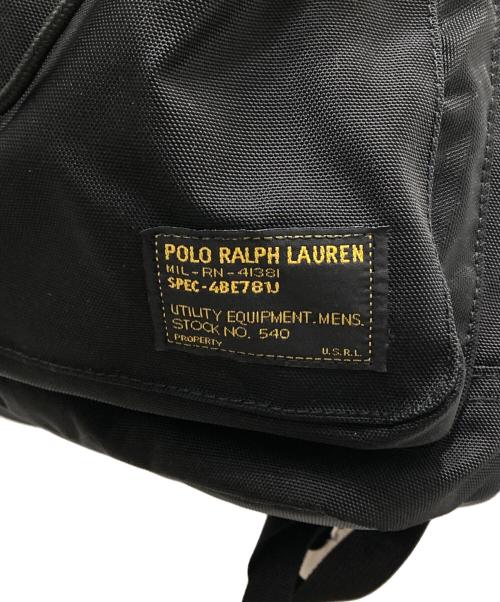 POLO RALPH LAUREN
MIL-RN-41381
SPEC-4BE781J
UTILITY EQUIPMENT.MENS.
STOCK NO. 540
PROPERTY U.S.R.L.